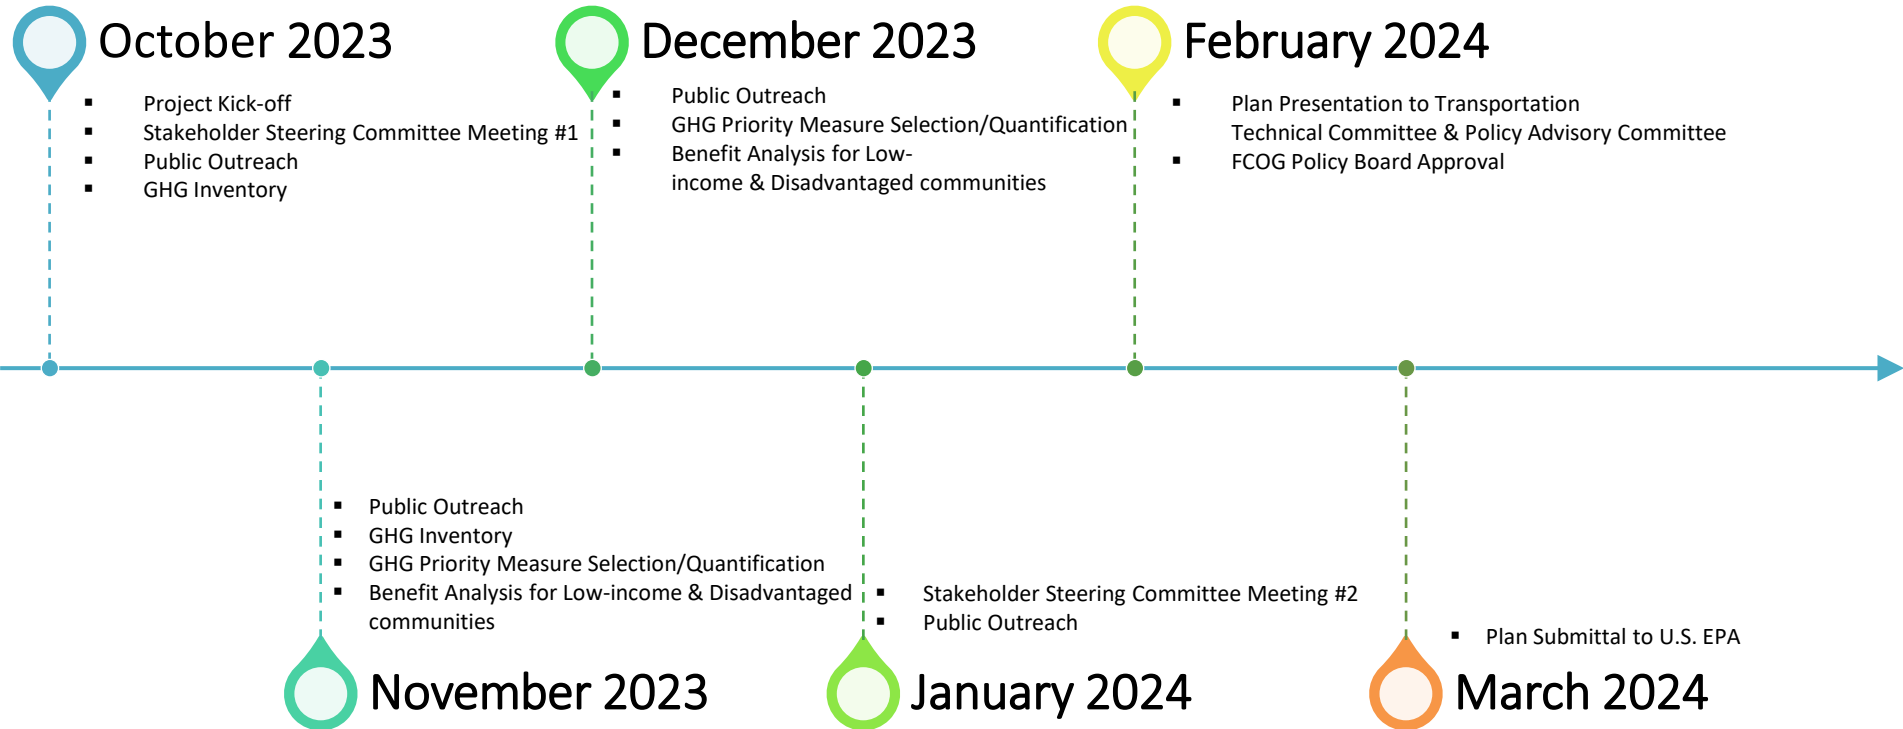 October 2023
▪ Project Kick-off
▪ Stakeholder Steering Committee Meeting #1
▪ Public Outreach
▪ GHG Inventory
December 2023
▪ Public Outreach
▪ GHG Priority Measure Selection/Quantification
▪ Benefit Analysis for Low-
income & Disadvantaged communities
February 2024
▪ Plan Presentation to Transportation
Technical Committee & Policy Advisory Committee
▪ FCOG Policy Board Approval
▪ Public Outreach
▪ GHG Inventory
▪ GHG Priority Measure Selection/Quantification
▪ Benefit Analysis for Low-income & Disadvantaged
communities
November 2023
▪ Stakeholder Steering Committee Meeting #2
▪ Public Outreach
January 2024
▪ Plan Submittal to U.S. EPA
March 2024